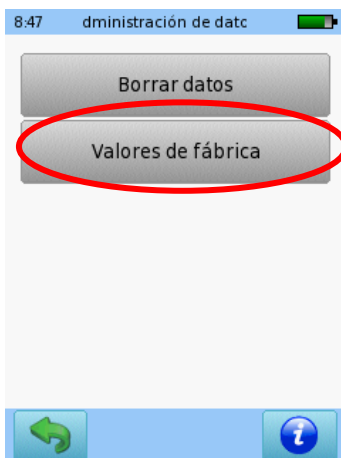 8:47 dministración de datc
Borrar datos
Valores de fábrica
i